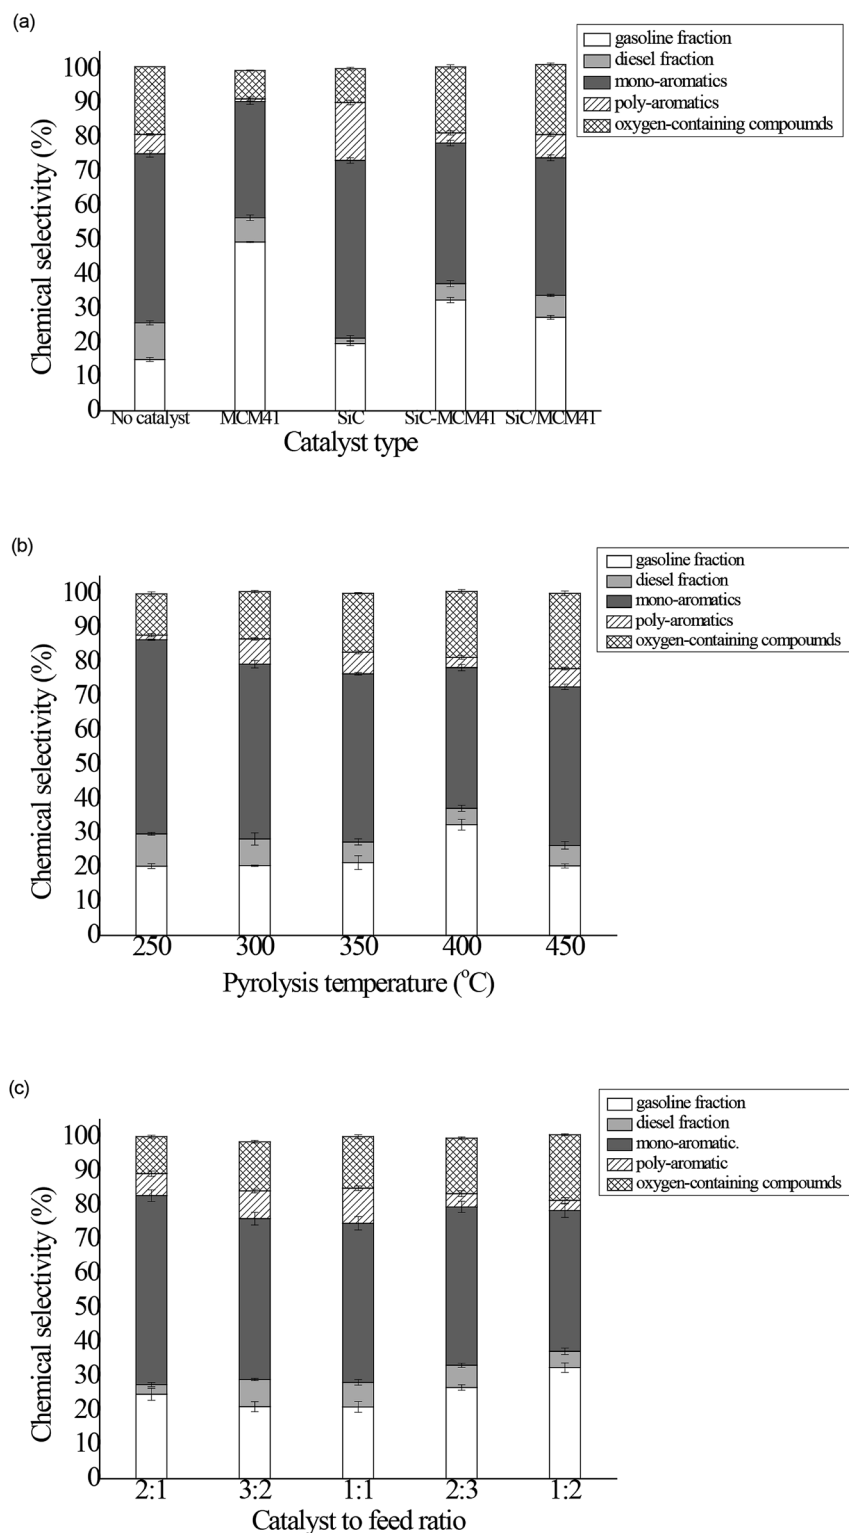 (a)
gasoline fraction
diesel fraction
mono-aromatics
poly-aromatics
oxygen-containing compoumds
Chemical selectivity (%)
100
90
80
70
60
50
40
30
20
10
0
No catalyst MCM41 SiC SiC-MCM41 SiC/MCM41
Catalyst type
(b)
gasoline fraction
diesel fraction
mono-aromatics
poly-aromatics
oxygen-containing compoumds
Chemical selectivity (%)
100
90
80
70
60
50
40
30
20
10
0
250 300 350 400 450
Pyrolysis temperature (°C)
(c)
gasoline fraction
diesel fraction
mono-aromatic.
poly-aromatic
oxygen-containing compoumds
Chemical selectivity (%)
100
90
80
70
60
50
40
30
20
10
0
2:1 3:2 1:1 2:3 1:2
Catalyst to feed ratio